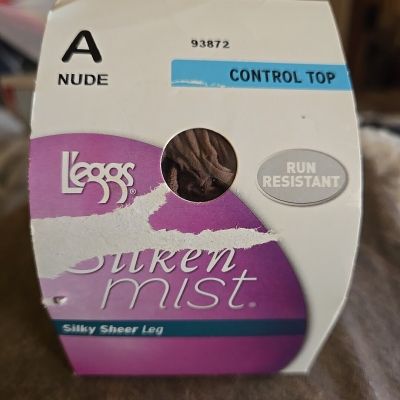 A
NUDE
93872
CONTROL TOP
L'eggs®
RUN
RESISTANT
Silken
mist®
Silky Sheer Leg